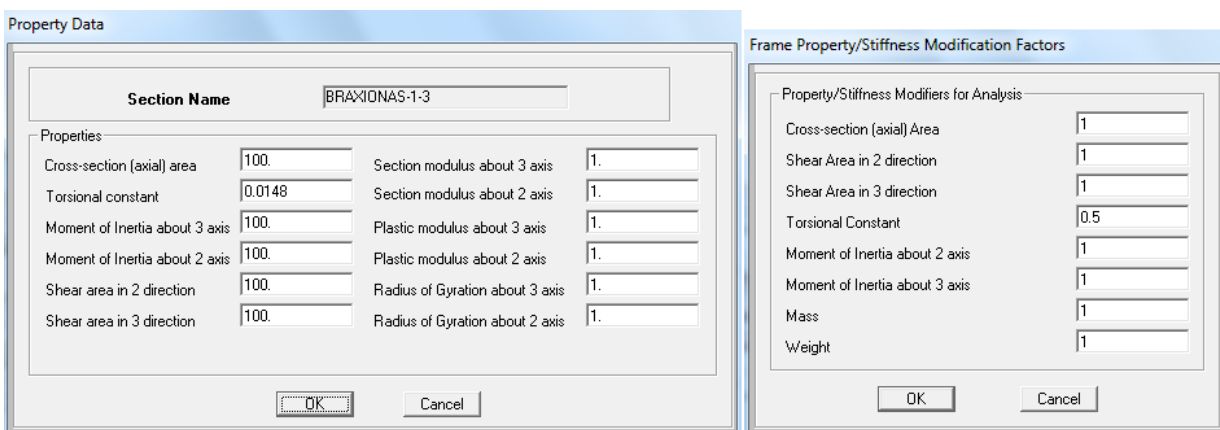 Property Data
Section Name BRAXIONAS-1-3
Properties
Cross-section (axial) area 100. Section modulus about 3 axis 1.
Torsional constant 0.0148 Section modulus about 2 axis 1.
Moment of Inertia about 3 axis 100. Plastic modulus about 3 axis 1.
Moment of Inertia about 2 axis 100. Plastic modulus about 2 axis 1.
Shear area in 2 direction 100. Radius of Gyration about 3 axis 1.
Shear area in 3 direction 100. Radius of Gyration about 2 axis 1.
OK Cancel
Frame Property/Stiffness Modification Factors
Property/Stiffness Modifiers for Analysis
Cross-section (axial) Area 1
Shear Area in 2 direction 1
Shear Area in 3 direction 1
Torsional Constant 0.5
Moment of Inertia about 2 axis 1
Moment of Inertia about 3 axis 1
Mass 1
Weight 1
OK Cancel